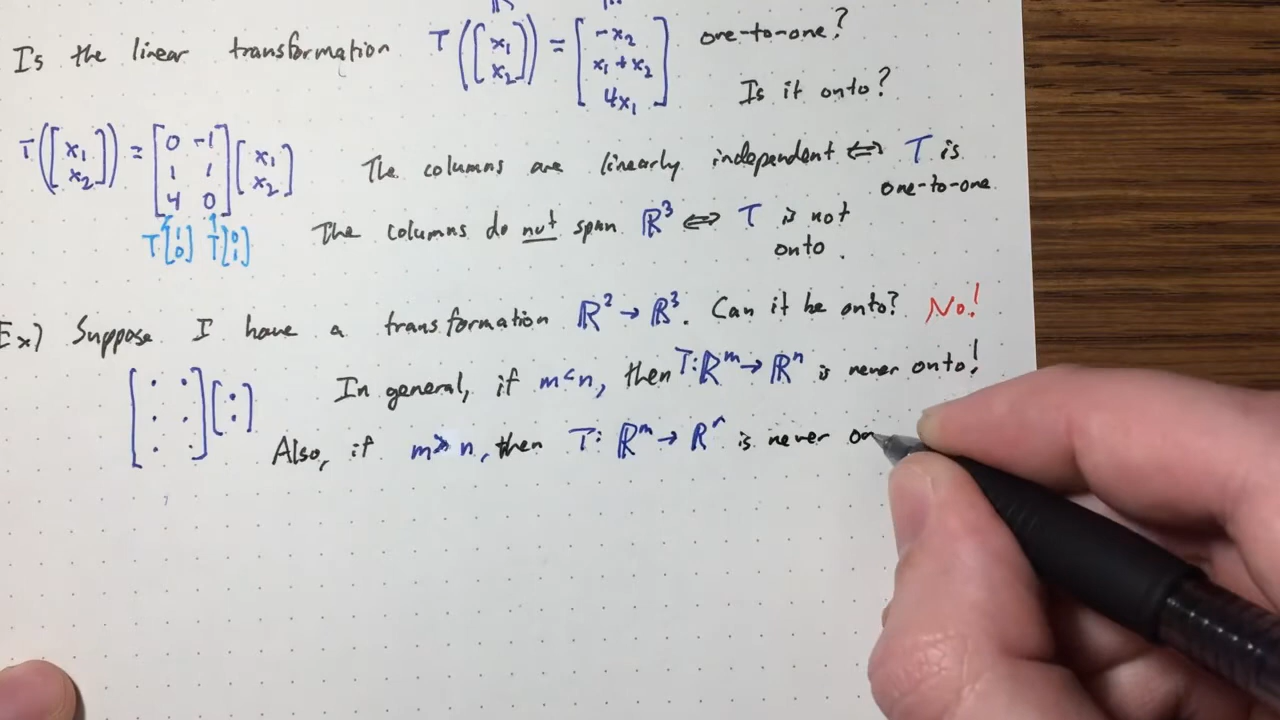 Is the linear transformation T([x₁ x₂]) = [-x₂ x₁ + x₂ 4x₁] one-to-one?
Is it onto?
T([x₁ x₂]) = [0 -1 1 1 4 0][x₁ x₂] The columns are linearly independent ⟺ T is
one-to-one.
T[1 0] T[0 1] The columns do not span ℝ³ ⟺ T is not
onto.
Ex) Suppose I have a transformation ℝ² → ℝ³. Can it be onto? No!
In general, if m<n, then T: ℝᵐ → ℝⁿ is never onto!
Also, if m>n, then T: ℝᵐ → ℝⁿ is never on